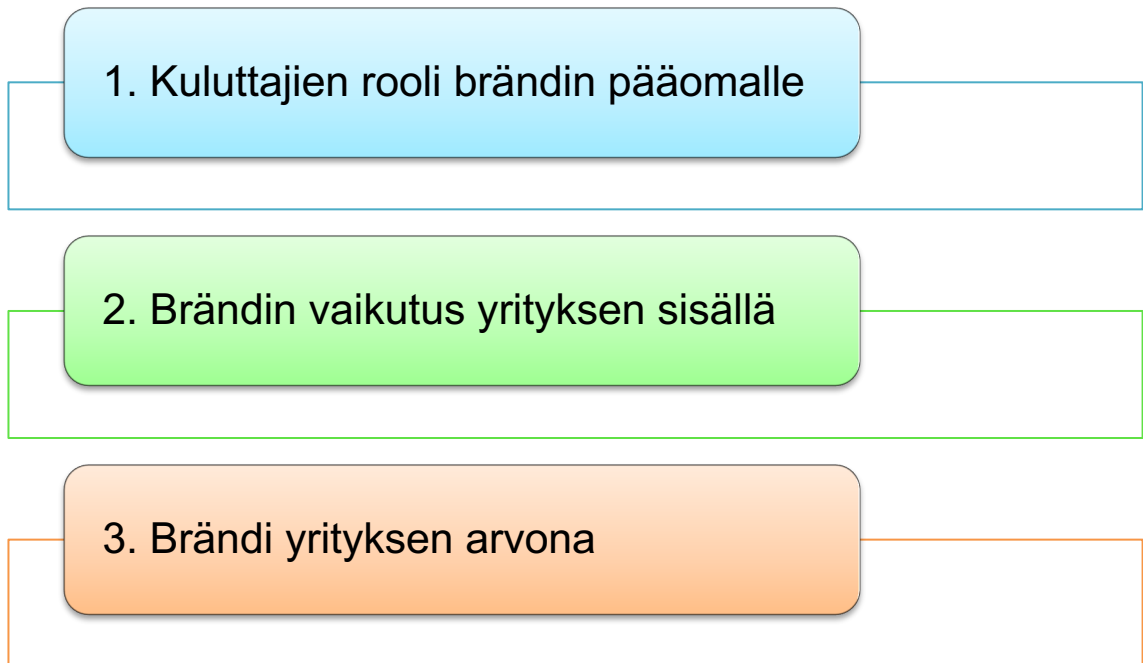 1. Kuluttajien rooli brändin pääomalle
2. Brändin vaikutus yrityksen sisällä
3. Brändi yrityksen arvona